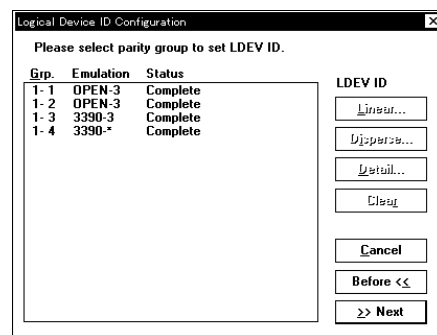 Logical Device ID Configuration
Please select parity group to set LDEV ID.
Grp. Emulation Status
1- 1 OPEN-3 Complete
1- 2 OPEN-3 Complete
1- 3 3390-3 Complete
1- 4 3390-* Complete
LDEV ID
Linear...
Disperse...
Detail...
Clear
Cancel
Before <<
>> Next